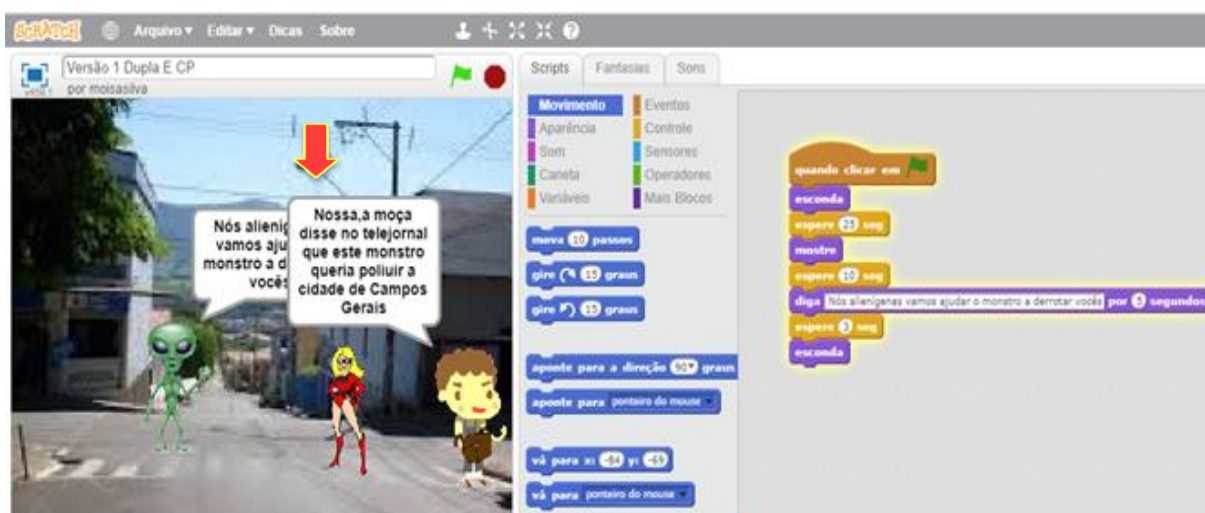 SCRATCH Arquivo▼ Editar▼ Dicas Sobre
Versão 1 Dupla E CP
por moisasilva
Nós alieníg
vamos aju
monstro a d
vocês
Nossa,a moça
disse no telejornal
que este monstro
queria poliuir a
cidade de Campos
Gerais
Scripts Fantasias Sons
Movimento Eventos
Aparência Controle
Som Sensores
Caneta Operadores
Variáveis Mais Blocos
mova 10 passos
gire 15 graus
gire 15 graus
aponte para a direção 90▼ graus
aponte para ponteiro do mouse
vá para x: -84 y: -69
vá para ponteiro do mouse
quando clicar em
esconda
espere 25 seg
mostre
espere 10 seg
diga Nós alienígenas vamos ajudar o monstro a derrotar vocês por 5 segundos
espere 3 seg
esconda